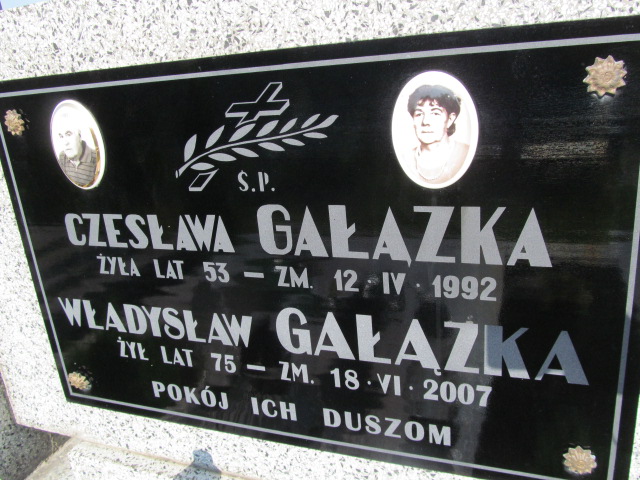 Ś.P.
CZESŁAWA GAŁĄZKA
ŻYŁA LAT 53 — ZM. 12 · IV · 1992
WŁADYSŁAW GAŁĄZKA
ŻYŁ LAT 75 — ZM. 18 · VI · 2007
POKÓJ ICH DUSZOM